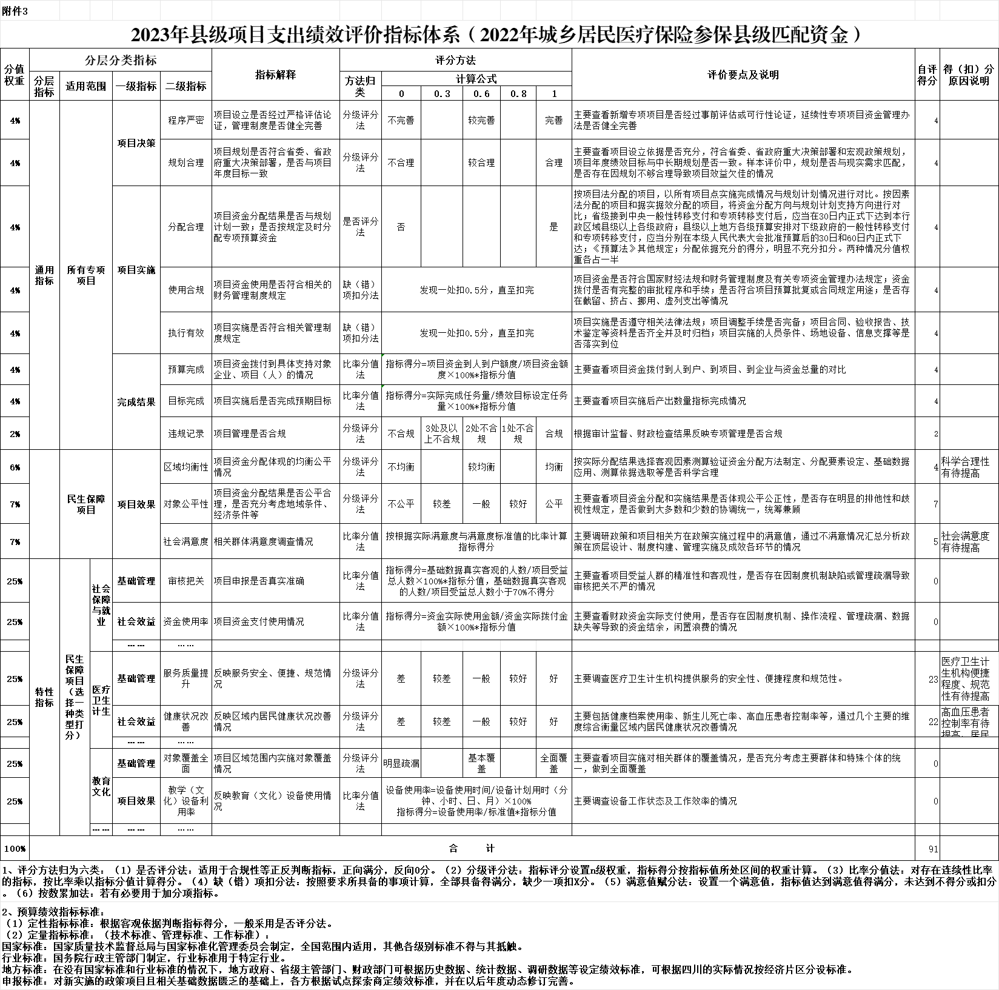 附件3
2023年县级项目支出绩效评价指标体系（2022年城乡居民医疗保险参保县级匹配资金）
分值
权重
分层分类指标
指标解释
评分方法
评价要点及说明
自评
得分
得（扣）分
原因说明
分层
指标
适用范围
一级指标
二级指标
方法归
类
计算公式
0
0.3
0.6
0.8
1
通用
指标
所有专项
项目
4%
项目决策
程序严密
项目设立是否经过严格评估论
证，管理制度是否健全完善
分级评分
法
不完善
较完善
完善
主要查看新增专项项目是否经过事前评估或可行性论证，延续性专项项目资金管理办
法是否健全完善
4
4%
规划合理
项目规划是否符合省委、省政
府重大决策部署，是否与项目
年度目标一致
分级评分
法
不合理
较合理
合理
主要查看项目设立依据是否充分，符合省委、省政府重大决策部署和宏观政策规划，
项目年度绩效目标与中长期规划是否一致。样本评价中，规划是否与现实需求匹配，
是否存在因规划不够合理导致项目效益欠佳的情况
4
4%
项目实施
分配合理
项目资金分配结果是否与规划
计划一致；是否按规定及时分
配专项预算资金
是否评分
法
否
是
按项目法分配的项目，以所有项目点实施完成情况与规划计划情况进行对比。按因素
法分配的项目和据实据效分配的项目，将资金分配方向与规划计划支持方向进行对
比；省级接到中央一般性转移支付和专项转移支付后，应当在30日内正式下达到本行
政区域县级以上各级政府；县级以上地方各级预算安排对下级政府的一般性转移支付
和专项转移支付，应当分别在本级人民代表大会批准预算后的30日和60日内正式下
达；《预算法》其他规定；分配依据充分的得分，明显不充分扣分。两种情况分值权
重各占一半
4
4%
使用合规
项目资金使用是否符合相关的
财务管理制度规定
缺（错）
项扣分法
发现一处扣0.5分，直至扣完
项目资金是否符合国家财经法规和财务管理制度及有关专项资金管理办法规定；资金
拨付是否有完整的审批程序和手续；是否符合项目预算批复或合同规定用途；是否存
在截留、挤占、挪用、虚列支出等情况
4
4%
执行有效
项目实施是否符合相关管理制
度规定
缺（错）
项扣分法
发现一处扣0.5分，直至扣完
项目实施是否遵守相关法律法规；项目调整手续是否完备；项目合同、验收报告、技
术鉴定等资料是否齐全并及时归档；项目实施的人员条件、场地设备、信息支撑等是
否落实到位
4
4%
完成结果
预算完成
项目资金拨付到具体支持对象
企业、项目（人）的情况
比率分值
法
指标得分=项目资金到人到户额度/项目资金额
度×100%*指标分值
主要查看项目资金拨付到人到户、到项目、到企业与资金总量的对比
4
4%
目标完成
项目实施后是否完成预期目标
比率分值
法
指标得分=实际完成任务量/绩效目标设定任务
量×100%*指标分值
主要查看项目实施后产出数量指标完成情况
4
2%
违规记录
项目管理是否合规
分级评分
法
不合规
3处及以
上不合规
2处不合
规
1处不合
规
合规
根据审计监督、财政检查结果反映专项管理是否合规
2
特性
指标
民生保障
项目
6%
项目效果
区域均衡性
项目资金分配体现的均衡公平
情况
分级评分
法
不均衡
较均衡
均衡
按实际分配结果选择客观因素测算验证资金分配方法制定、分配要素设定、基础数据
应用、测算依据选取等是否科学合理
4
科学合理性
有待提高
7%
对象公平性
项目资金分配结果是否公平合
理，是否充分考虑地域条件、
经济条件等
分级评分
法
不公平
较差
一般
较好
公平
主要查看项目资金分配和实施结果是否体现公平公正性，是否存在明显的排他性和歧
视性规定，是否做到大多数和少数的协调统一，统筹兼顾
7
7%
社会满意度
相关群体满意度调查情况
比率分值
法
按根据实际满意度与满意度标准值的比率计算
指标得分
主要调研政策和项目相关方在政策实施过程中的满意值，通过不满意情况汇总分析政
策在顶层设计、制度构建、管理实施及成效各环节的情况
5
社会满意度
有待提高
民生
保障
项目
（选
择一
种类
型打
分）
社会
保障
与就
业
25%
基础管理
审核把关
项目申报是否真实准确
比率分值
法
指标得分=基础数据真实客观的人数/项目受益
总人数×100%*指标分值，基础数据真实客观
的人数/项目受益总人数小于70%不得分
主要查看项目受益人群的精准性和客观性，是否存在因制度机制缺陷或管理疏漏导致
审核把关不严的情况
0
25%
社会效益
资金使用率
项目资金支付使用情况
比率分值
法
指标得分=资金实际使用金额/资金实际拨付金
额×100%*指标分值
主要查看财政资金实际支付使用，是否存在因制度机制、操作流程、管理疏漏、数据
缺失等导致的资金结余，闲置浪费的情况
0
……
……
医疗
卫生
计生
25%
基础管理
服务质量提
升
反映服务安全、便捷、规范情
况
分级评分
法
差
较差
一般
较好
好
主要调查医疗卫生计生机构提供服务的安全性、便捷程度和规范性。
23
医疗卫生计
生机构便捷
程度、规范
性有待提高
25%
社会效益
健康状况改
善
反映区域内居民健康状况改善
情况
分级评分
法
差
较差
一般
较好
好
主要包括健康档案使用率、新生儿死亡率、高血压患者控制率等，通过几个主要的维
度综合衡量区域内居民健康状况改善情况
22
高血压患者
控制率有待
提高、居民
……
……
教育
文化
25%
基础管理
对象覆盖全
面
项目区域范围内实施对象覆盖
情况
分级评分
法
明显疏漏
基本覆
盖
全面覆
盖
主要查看项目实施对相关群体的覆盖情况，是否充分考虑主要群体和特殊个体的统
一，做到全面覆盖
0
25%
项目效果
教学（文
化）设备利
用率
反映教育（文化）设备使用情
况
比率分值
法
设备使用率=设备使用时间/设备计划用时（分
钟、小时、日、月）×100%
指标得分=设备使用率/标准值*指标分值
主要调查设备工作状态及工作效率的情况
0
……
……
……
100%
合　　计
91
1、评分方法归为六类：（1）是否评分法：适用于合规性等正反判断指标，正向满分，反向0分。（2）分级评分法：指标评分设置n级权重，指标得分按指标值所处区间的权重计算。（3）比率分值法：对存在连续性比率
的指标，按比率乘以指标分值计算得分。（4）缺（错）项扣分法：按照要求所具备的事项计算，全部具备得满分，缺少一项扣X分。（5）满意值赋分法：设置一个满意值，指标值达到满意值得满分，未达到不得分或扣分
。（6）按数累加法：若有必要用于加分项指标。
2、预算绩效指标标准：
（1）定性指标标准：根据客观依据判断指标得分，一般采用是否评分法。
（2）定量指标标准：（技术标准、管理标准、工作标准）：
国家标准：国家质量技术监督总局与国家标准化管理委员会制定，全国范围内适用，其他各级别标准不得与其抵触。
行业标准：国务院行政主管部门制定，行业标准用于特定行业。
地方标准：在没有国家标准和行业标准的情况下，地方政府、省级主管部门、财政部门可根据历史数据、统计数据、调研数据等设定绩效标准，可根据四川的实际情况按经济片区分设标准。
申报标准：对新实施的政策项目且相关基础数据匮乏的基础上，各方根据试点探索商定绩效标准，并在以后年度动态修订完善。